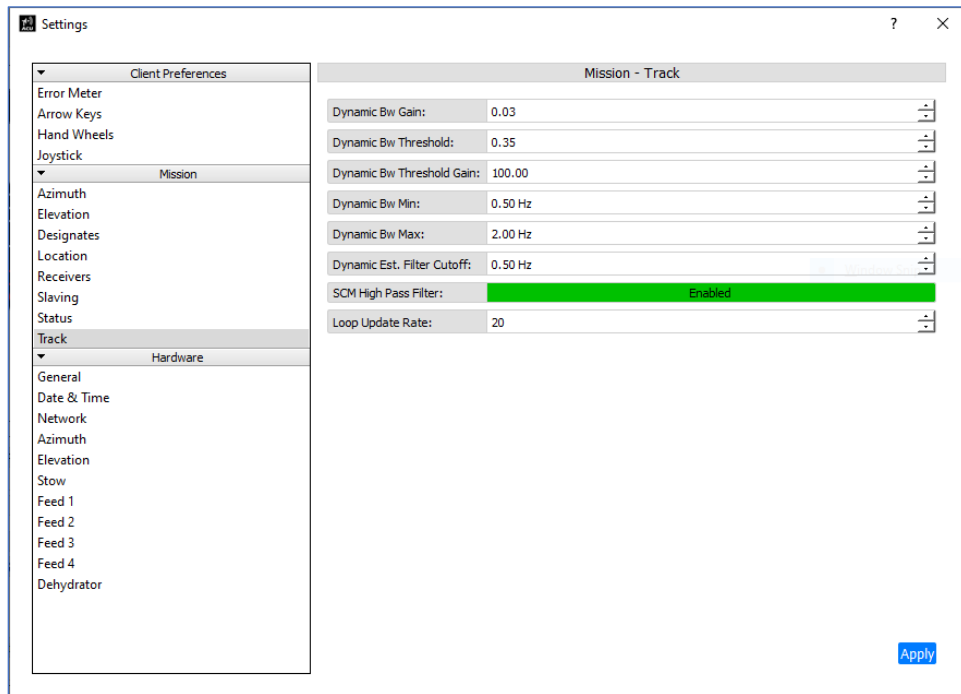 Settings
?
Client Preferences
Error Meter
Arrow Keys
Hand Wheels
Joystick
Mission
Azimuth
Elevation
Designates
Location
Receivers
Slaving
Status
Track
Hardware
General
Date & Time
Network
Azimuth
Elevation
Stow
Feed 1
Feed 2
Feed 3
Feed 4
Dehydrator
Mission - Track
Dynamic Bw Gain: 0.03
Dynamic Bw Threshold: 0.35
Dynamic Bw Threshold Gain: 100.00
Dynamic Bw Min: 0.50 Hz
Dynamic Bw Max: 2.00 Hz
Dynamic Est. Filter Cutoff: 0.50 Hz
SCM High Pass Filter: Enabled
Loop Update Rate: 20
Apply